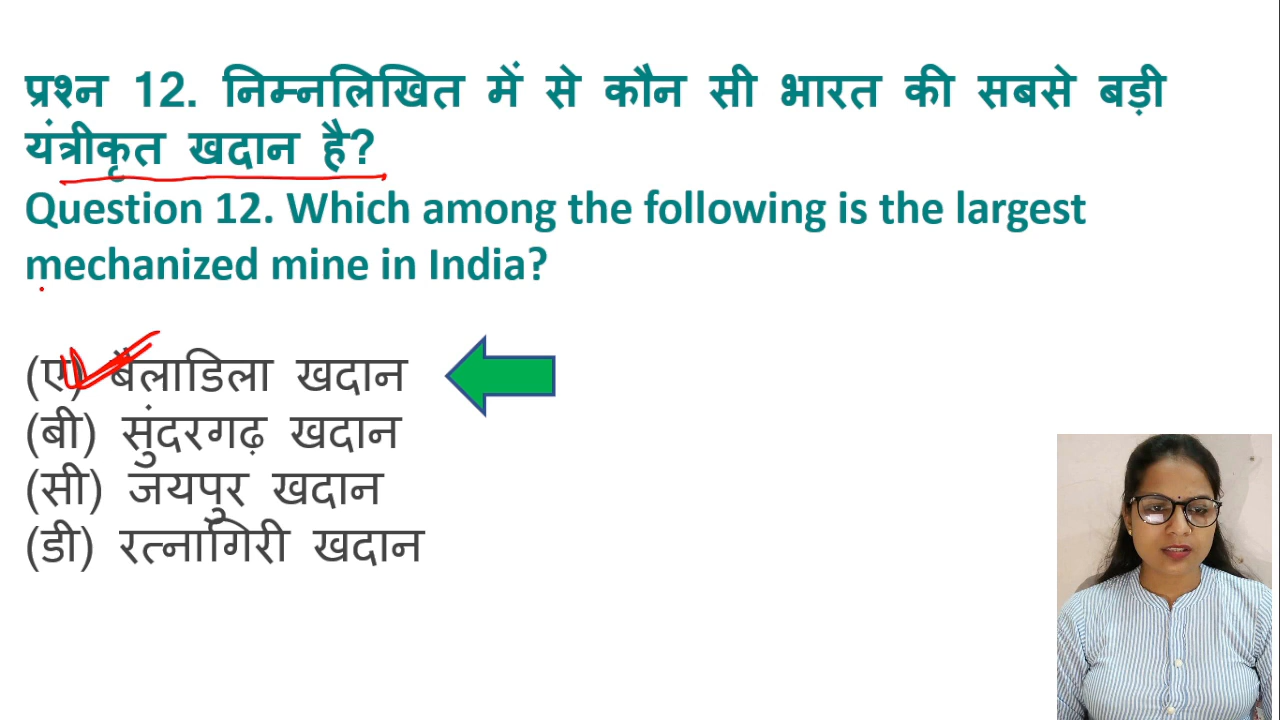 प्रश्न 12. निम्नलिखित में से कौन सी भारत की सबसे बड़ी
यंत्रीकृत खदान है?
Question 12. Which among the following is the largest
mechanized mine in India?
(ए) बैलाडिला खदान
(बी) सुंदरगढ़ खदान
(सी) जयपुर खदान
(डी) रत्नागिरी खदान